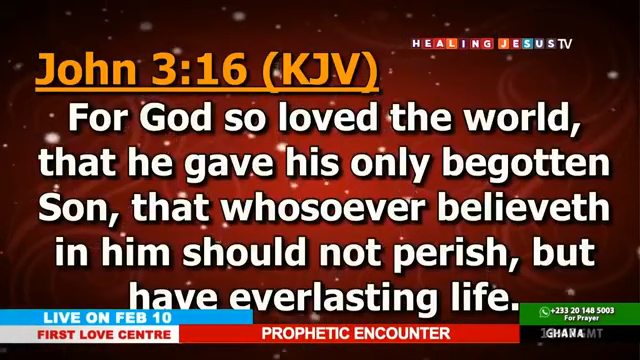 HEALING JESUS TV
John 3:16 (KJV)
For God so loved the world,
that he gave his only begotten
Son, that whosoever believeth
in him should not perish, but
have everlasting life.
LIVE ON FEB 10
FIRST LOVE CENTRE
PROPHETIC ENCOUNTER
+233 20 148 5003
For Prayer
GHANA